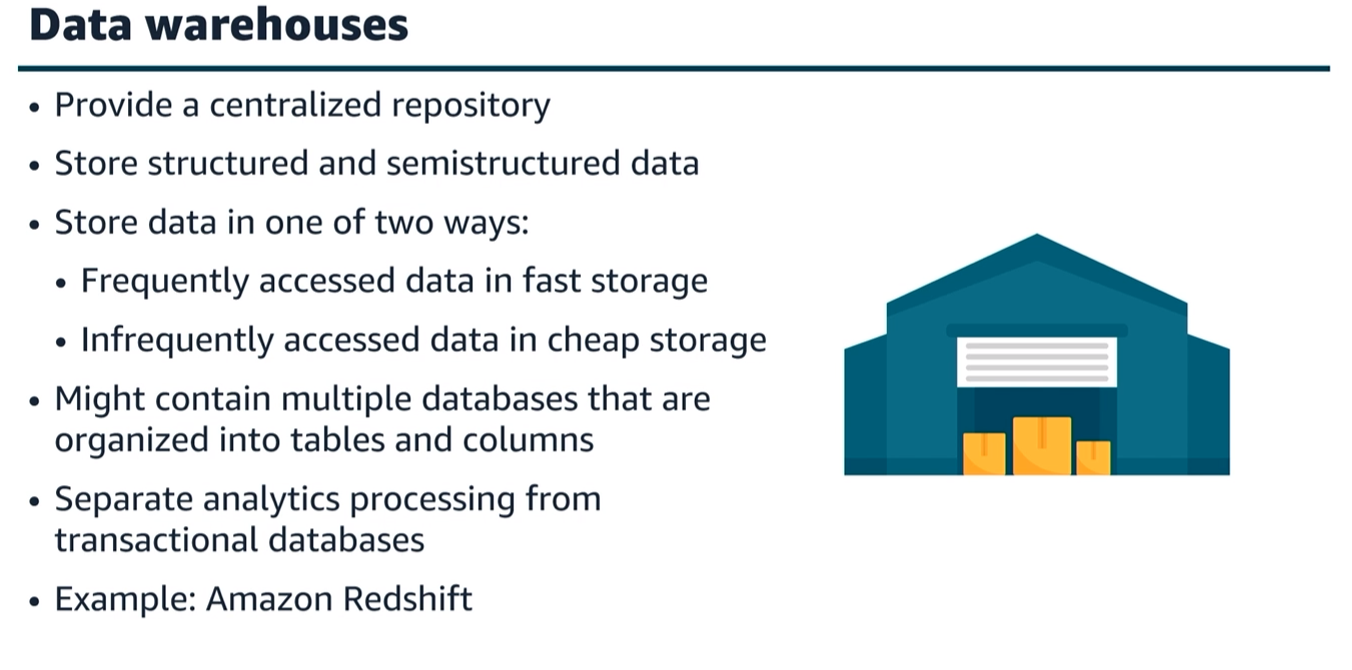 Data warehouses
• Provide a centralized repository
• Store structured and semistructured data
• Store data in one of two ways:
• Frequently accessed data in fast storage
• Infrequently accessed data in cheap storage
• Might contain multiple databases that are
organized into tables and columns
• Separate analytics processing from
transactional databases
• Example: Amazon Redshift